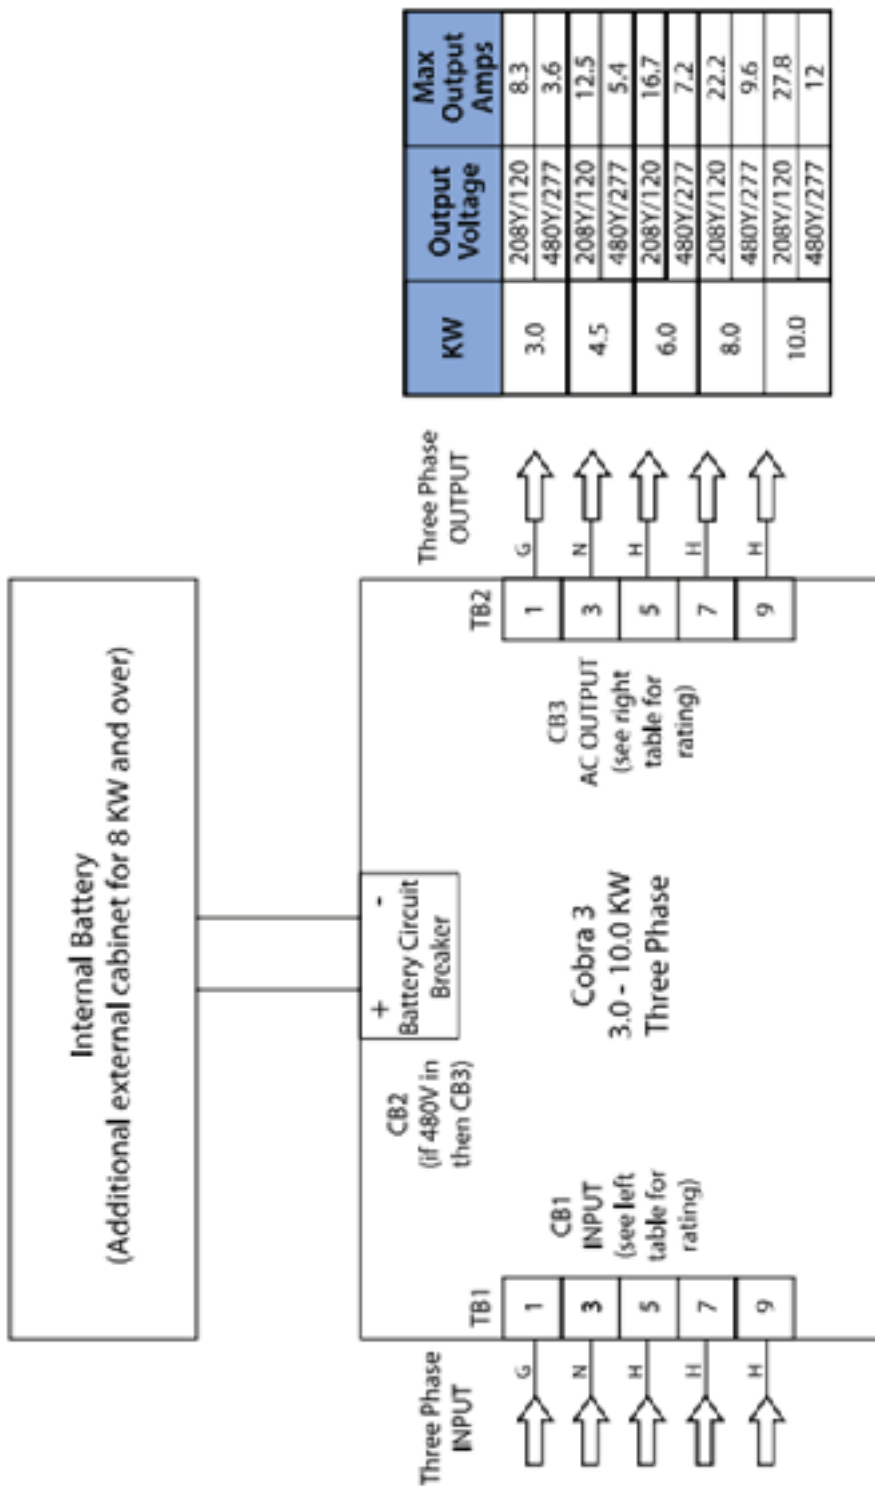 Internal Battery
(Additional external cabinet for 8 KW and over)
Three Phase
INPUT
G
N
H
H
H
TB1
1
3
5
7
9
CB1
INPUT
(see left
table for
rating)
CB2
(if 480V in
then CB3)
+ -
Battery Circuit
Breaker
Cobra 3
3.0 - 10.0 KW
Three Phase
CB3
AC OUTPUT
(see right
table for
rating)
TB2
1
3
5
7
9
G
N
H
H
H
Three Phase
OUTPUT
KW Output Voltage Max Output Amps
3.0 208Y/120 8.3
480Y/277 3.6
4.5 208Y/120 12.5
480Y/277 5.4
6.0 208Y/120 16.7
480Y/277 7.2
8.0 208Y/120 22.2
480Y/277 9.6
10.0 208Y/120 27.8
480Y/277 12